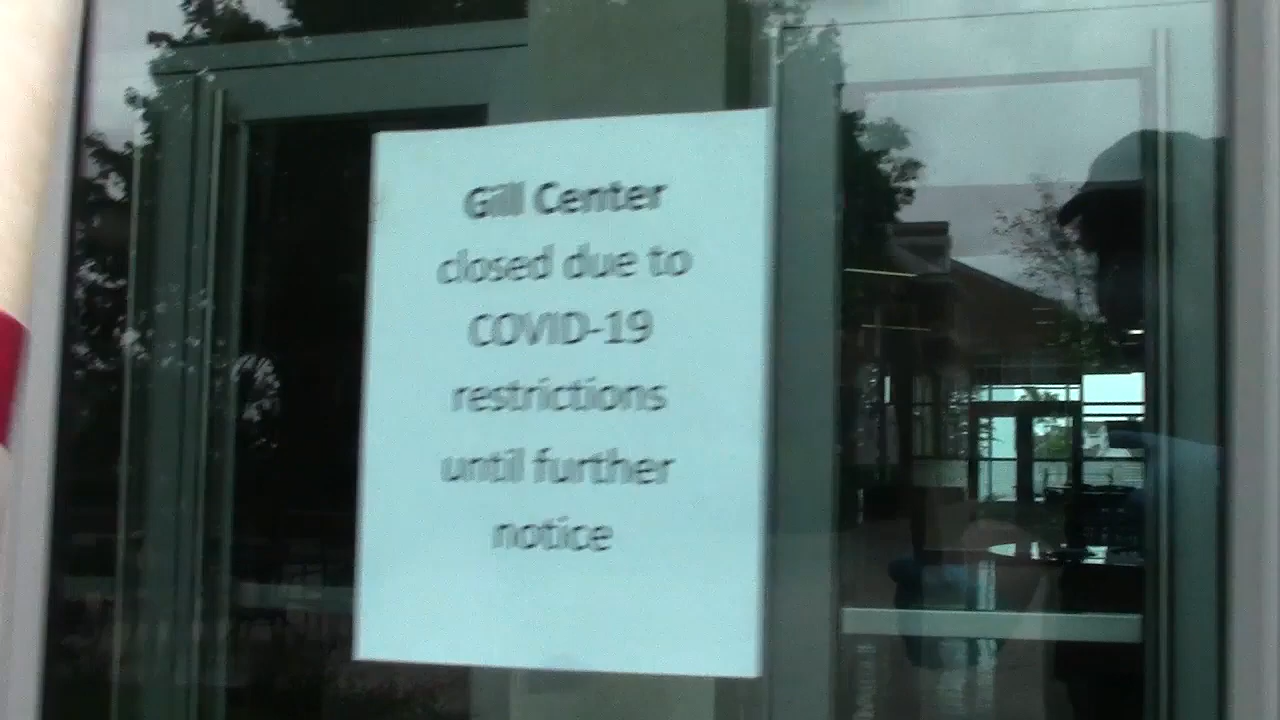 Gill Center
closed due to
COVID-19
restrictions
until further
notice